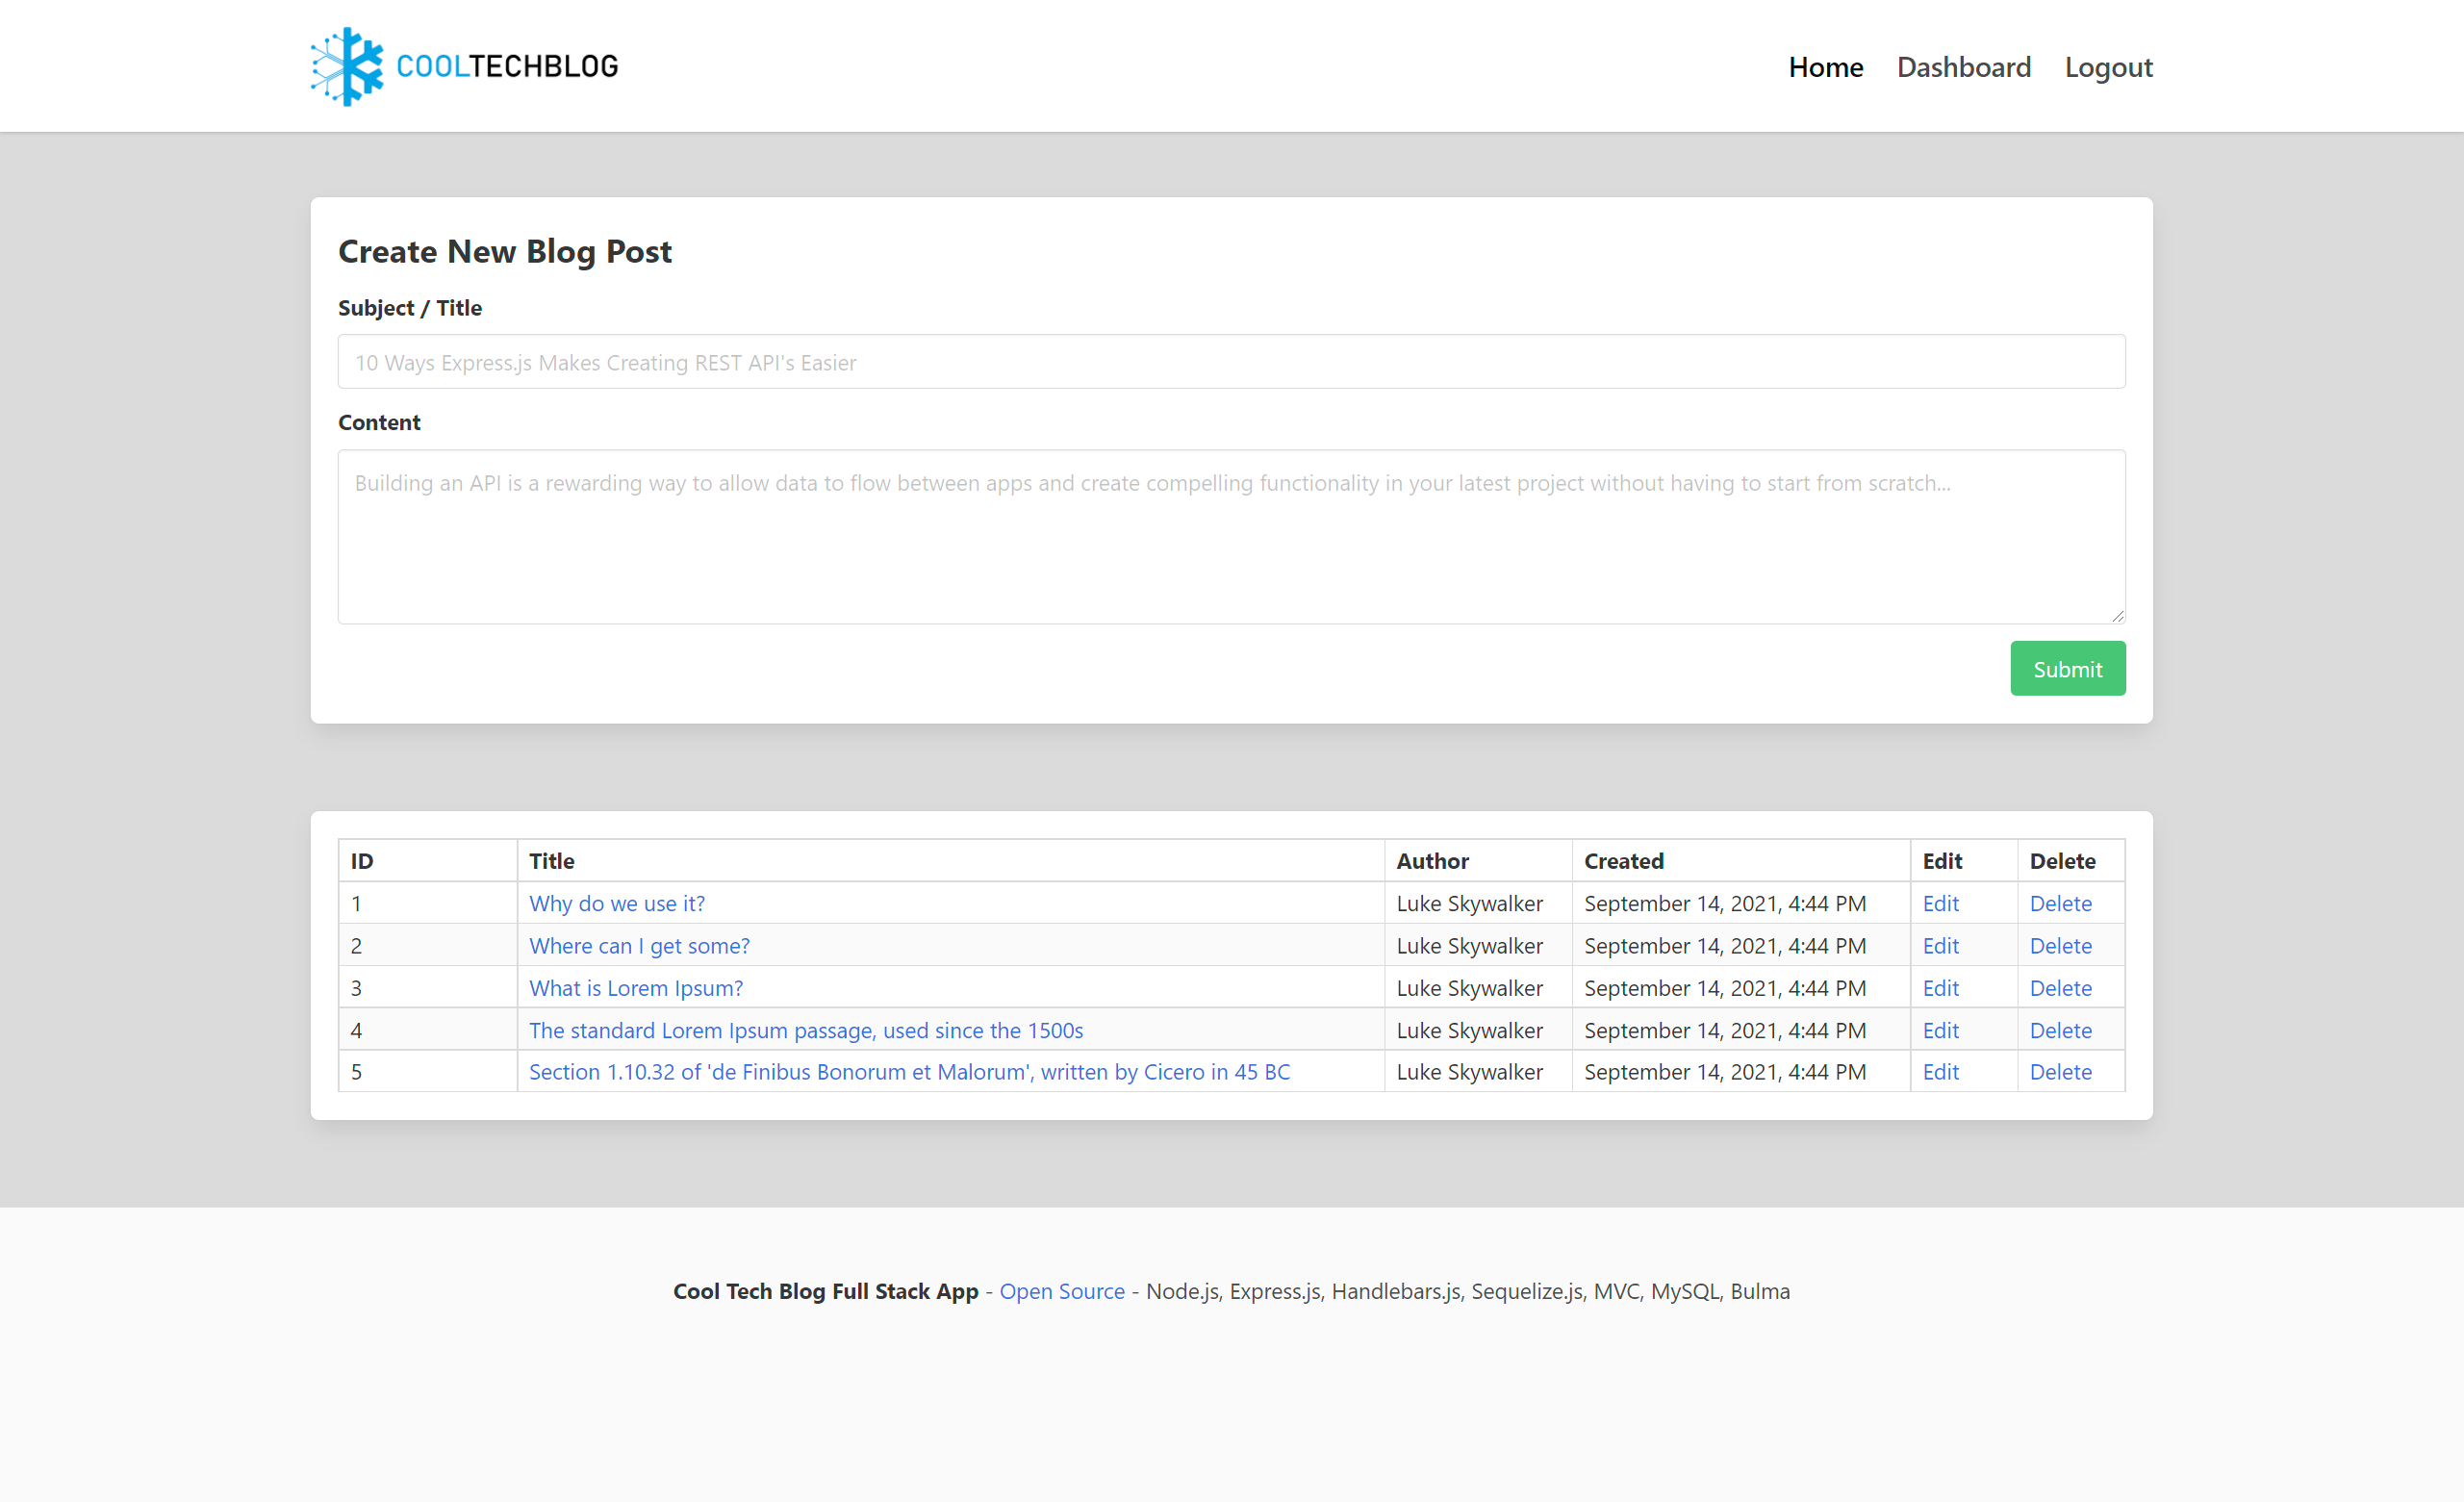 COOLTECHBLOG
Home Dashboard Logout
Create New Blog Post
Subject / Title
10 Ways Express.js Makes Creating REST API's Easier
Content
Building an API is a rewarding way to allow data to flow between apps and create compelling functionality in your latest project without having to start from scratch...
Submit
ID Title Author Created Edit Delete
1 Why do we use it? Luke Skywalker September 14, 2021, 4:44 PM Edit Delete
2 Where can I get some? Luke Skywalker September 14, 2021, 4:44 PM Edit Delete
3 What is Lorem Ipsum? Luke Skywalker September 14, 2021, 4:44 PM Edit Delete
4 The standard Lorem Ipsum passage, used since the 1500s Luke Skywalker September 14, 2021, 4:44 PM Edit Delete
5 Section 1.10.32 of 'de Finibus Bonorum et Malorum', written by Cicero in 45 BC Luke Skywalker September 14, 2021, 4:44 PM Edit Delete
Cool Tech Blog Full Stack App - Open Source - Node.js, Express.js, Handlebars.js, Sequelize.js, MVC, MySQL, Bulma